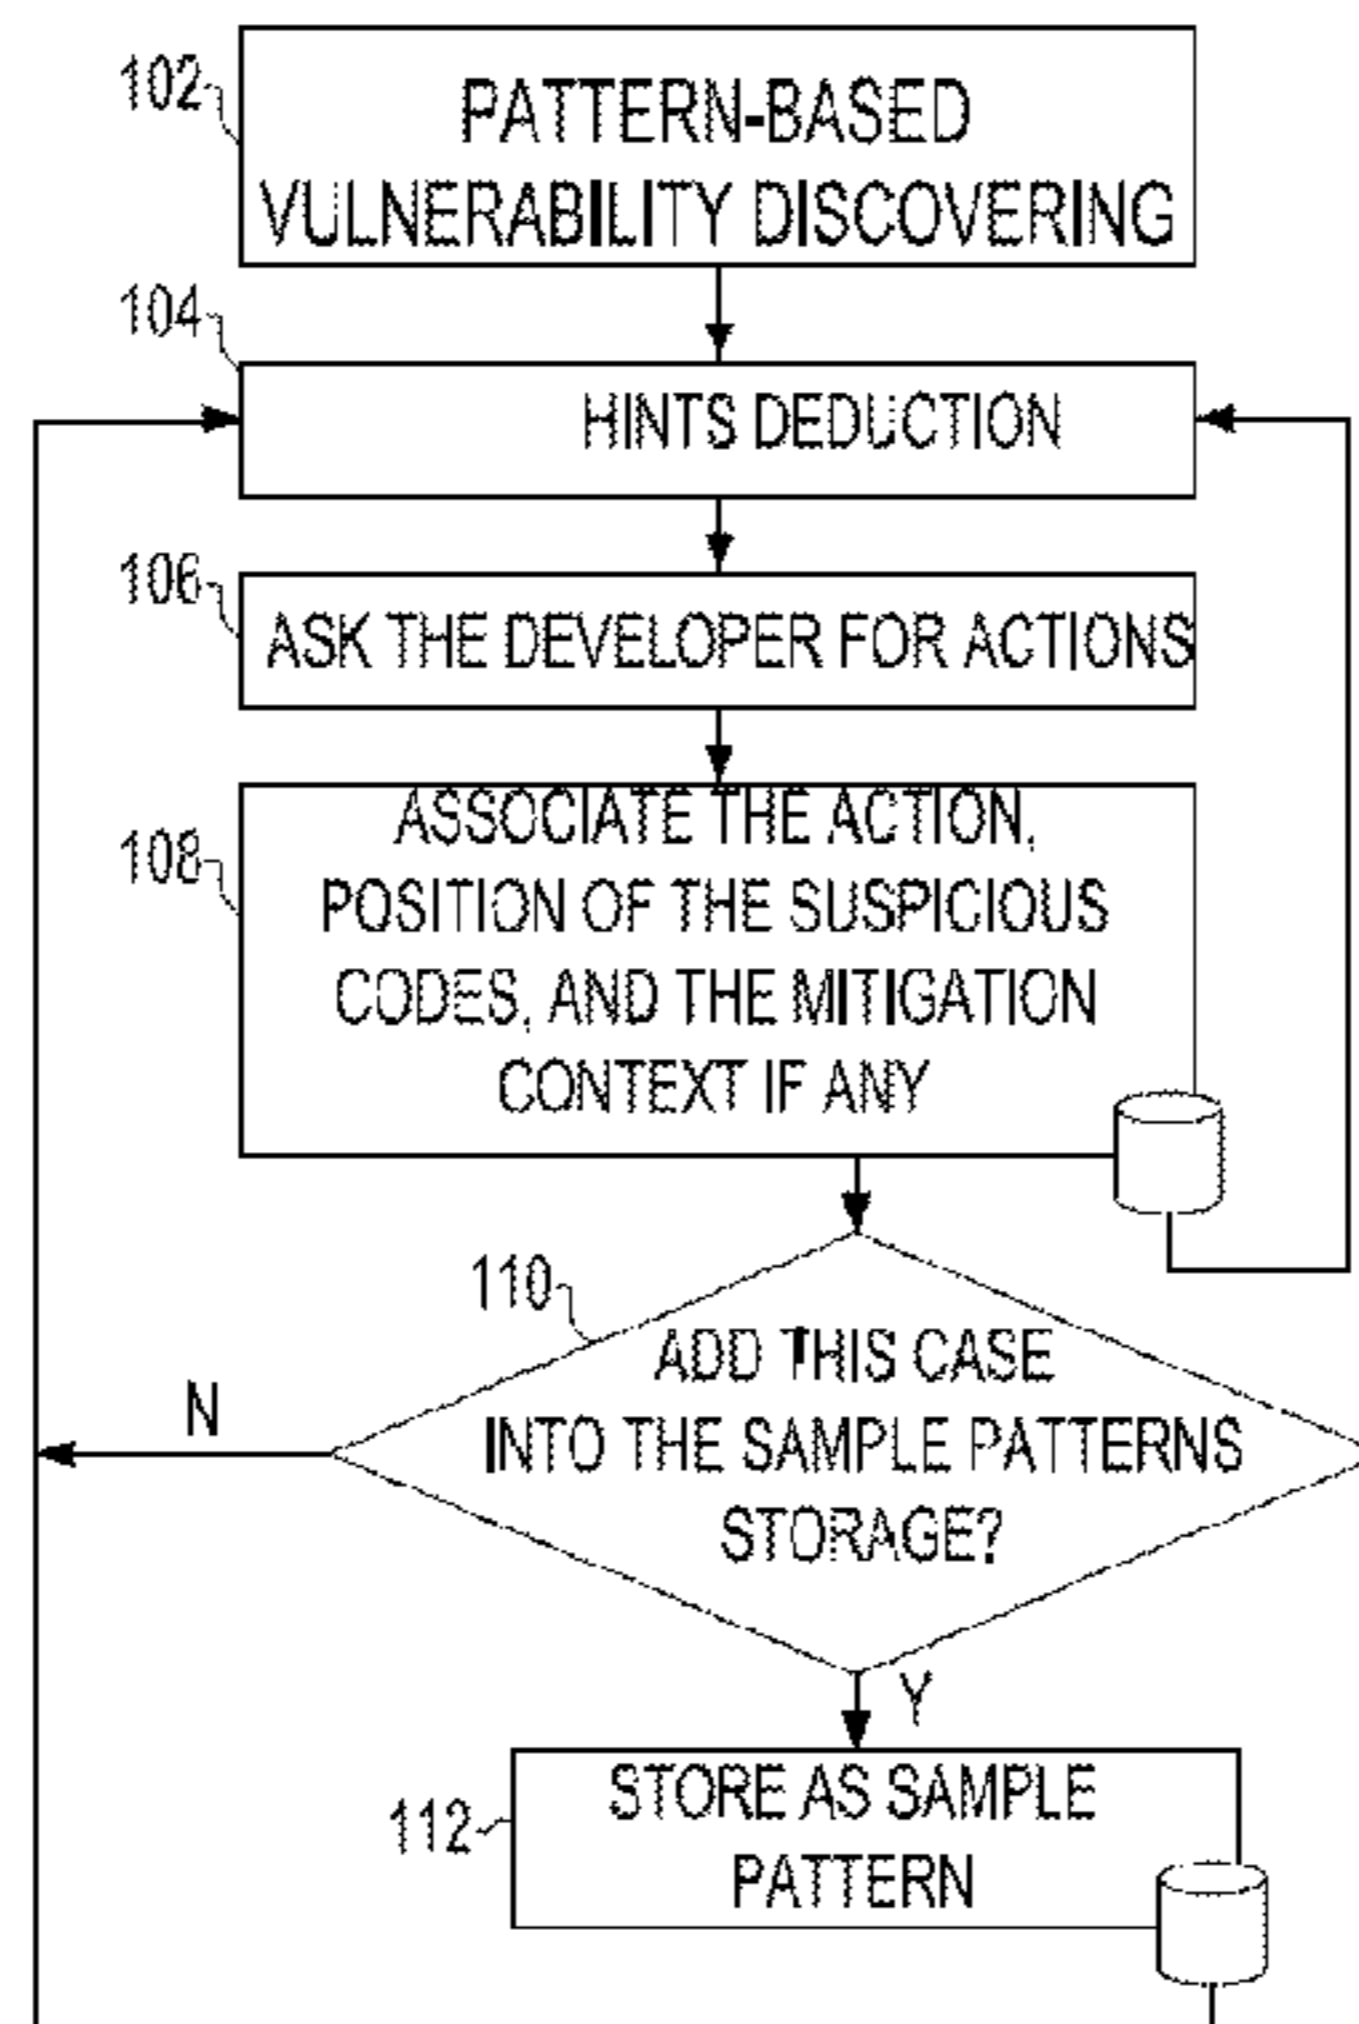 102
PATTERN-BASED
VULNERABILITY DISCOVERING
104
HINTS DEDUCTION
106
ASK THE DEVELOPER FOR ACTIONS
108
ASSOCIATE THE ACTION,
POSITION OF THE SUSPICIOUS
CODES, AND THE MITIGATION
CONTEXT IF ANY
110
ADD THIS CASE
INTO THE SAMPLE PATTERNS
STORAGE?
N
Y
112
STORE AS SAMPLE
PATTERN